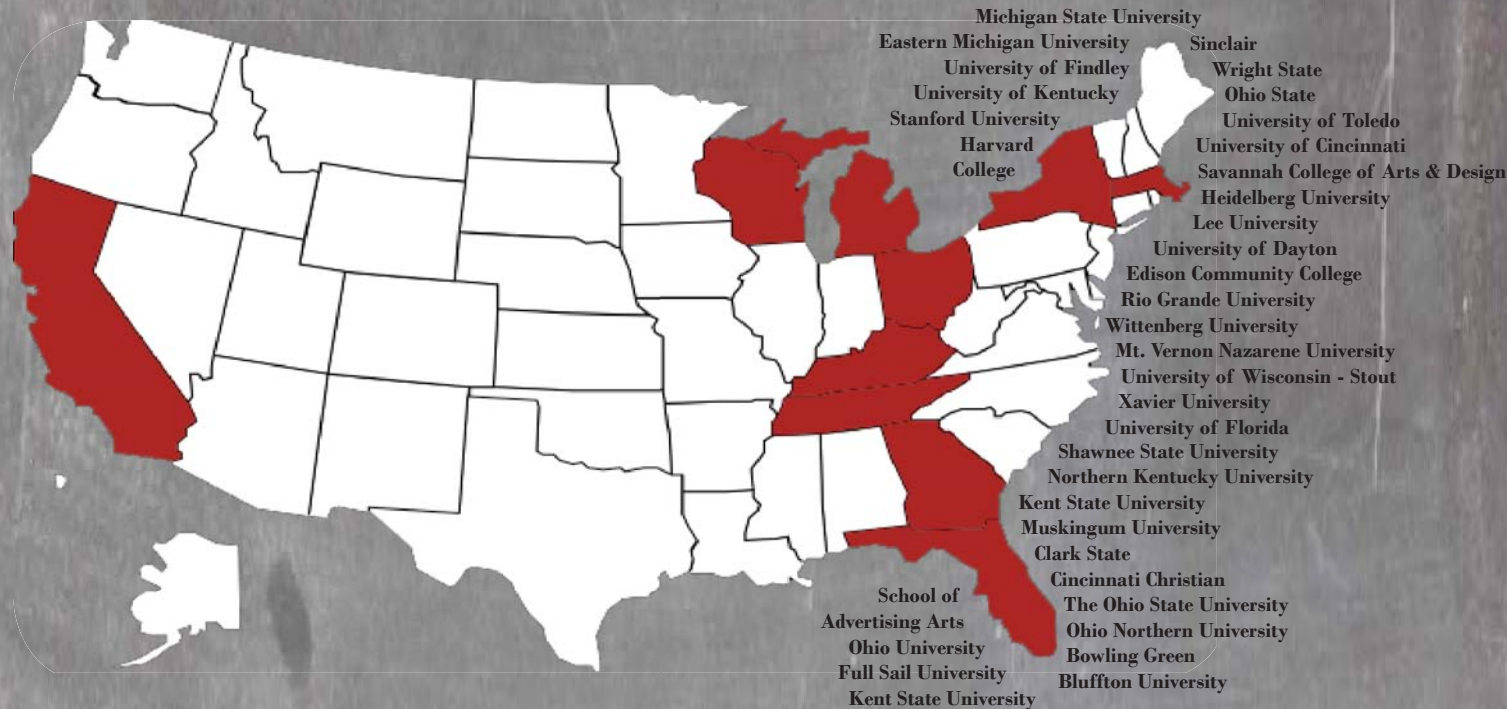 Michigan State University
Eastern Michigan University
University of Findley
University of Kentucky
Stanford University
Harvard
College
Sinclair
Wright State
Ohio State
University of Toledo
University of Cincinnati
Savannah College of Arts & Design
Heidelberg University
Lee University
University of Dayton
Edison Community College
Rio Grande University
Wittenberg University
Mt. Vernon Nazarene University
University of Wisconsin - Stout
Xavier University
University of Florida
Shawnee State University
Northern Kentucky University
Kent State University
Muskingum University
Clark State
Cincinnati Christian
The Ohio State University
Ohio Northern University
Bowling Green
Bluffton University
School of
Advertising Arts
Ohio University
Full Sail University
Kent State University